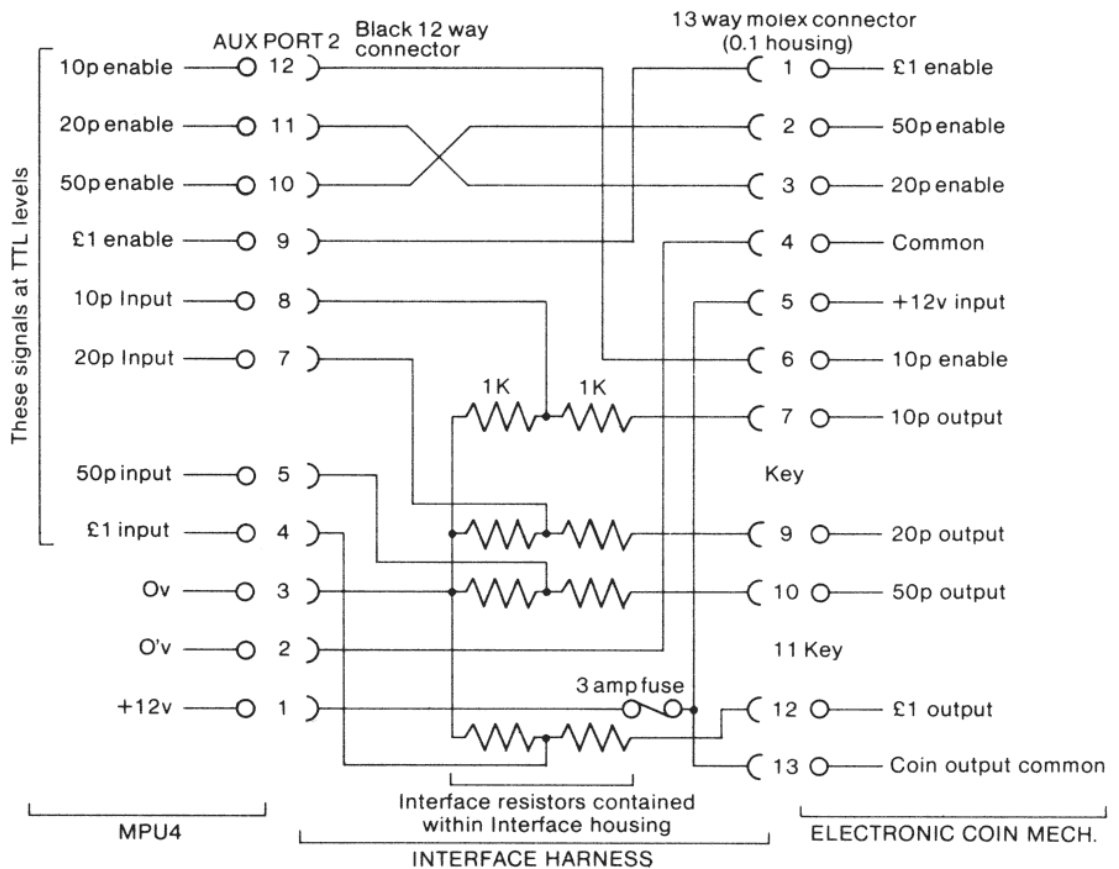 13 way molex connector
(0.1 housing)
AUX PORT 2
Black 12 way
connector
These signals at TTL levels
10p enable 12
20p enable 11
50p enable 10
£1 enable 9
10p Input 8
20p Input 7
50p input 5
£1 input 4
Ov 3
O'v 2
+12v 1
1K
1K
3 amp fuse
1 £1 enable
2 50p enable
3 20p enable
4 Common
5 +12v input
6 10p enable
7 10p output
Key
9 20p output
10 50p output
11 Key
12 £1 output
13 Coin output common
Interface resistors contained
within Interface housing
MPU4
INTERFACE HARNESS
ELECTRONIC COIN MECH.